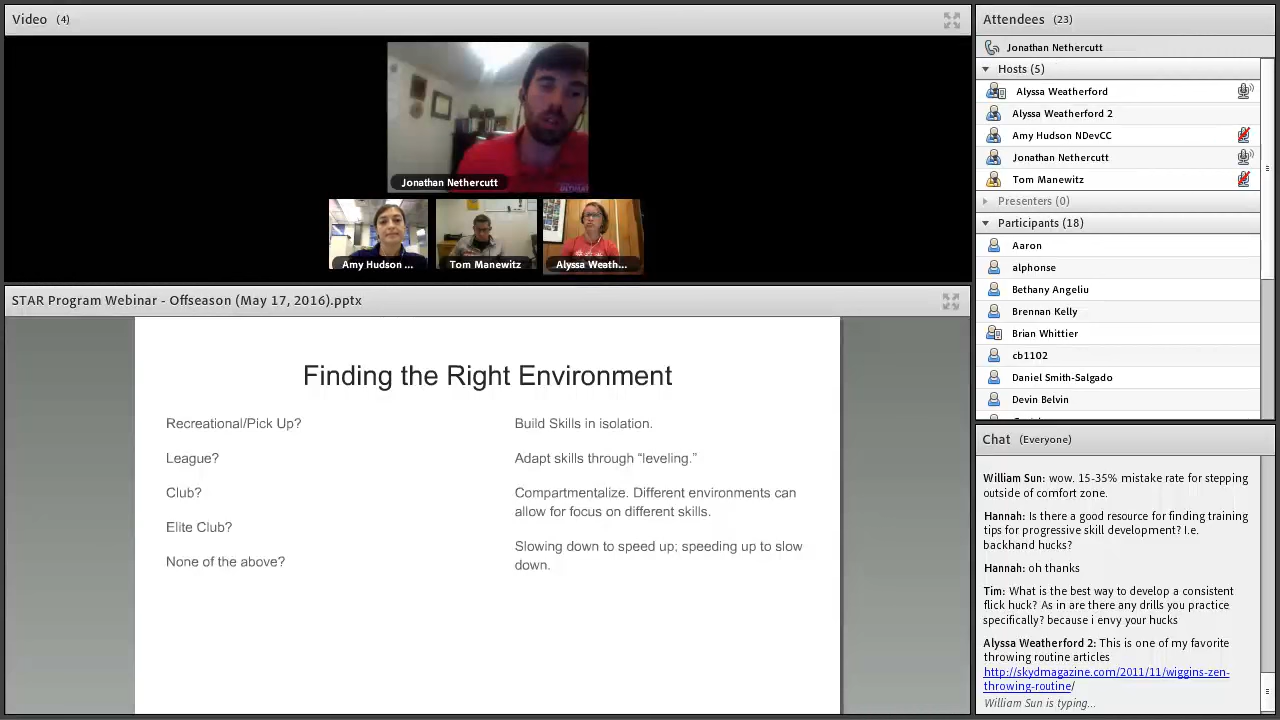 Video (4)
Jonathan Nethercutt
Amy Hudson ...
Tom Manewitz
Alyssa Weath...
STAR Program Webinar - Offseason (May 17, 2016).pptx
Finding the Right Environment
Recreational/Pick Up?
League?
Club?
Elite Club?
None of the above?
Build Skills in isolation.
Adapt skills through “leveling.”
Compartmentalize. Different environments can
allow for focus on different skills.
Slowing down to speed up; speeding up to slow
down.
Attendees (23)
Jonathan Nethercutt
Hosts (5)
Alyssa Weatherford
Alyssa Weatherford 2
Amy Hudson NDevCC
Jonathan Nethercutt
Tom Manewitz
Presenters (0)
Participants (18)
Aaron
alphonse
Bethany Angeliu
Brennan Kelly
Brian Whittier
cb1102
Daniel Smith-Salgado
Devin Belvin
Chat (Everyone)
William Sun: wow. 15-35% mistake rate for stepping
outside of comfort zone.
Hannah: Is there a good resource for finding training
tips for progressive skill development? I.e.
backhand hucks?
Hannah: oh thanks
Tim: What is the best way to develop a consistent
flick huck? As in are there any drills you practice
specifically? because i envy your hucks
Alyssa Weatherford 2: This is one of my favorite
throwing routine articles
http://skydmagazine.com/2011/11/wiggins-zen-
throwing-routine/
William Sun is typing...